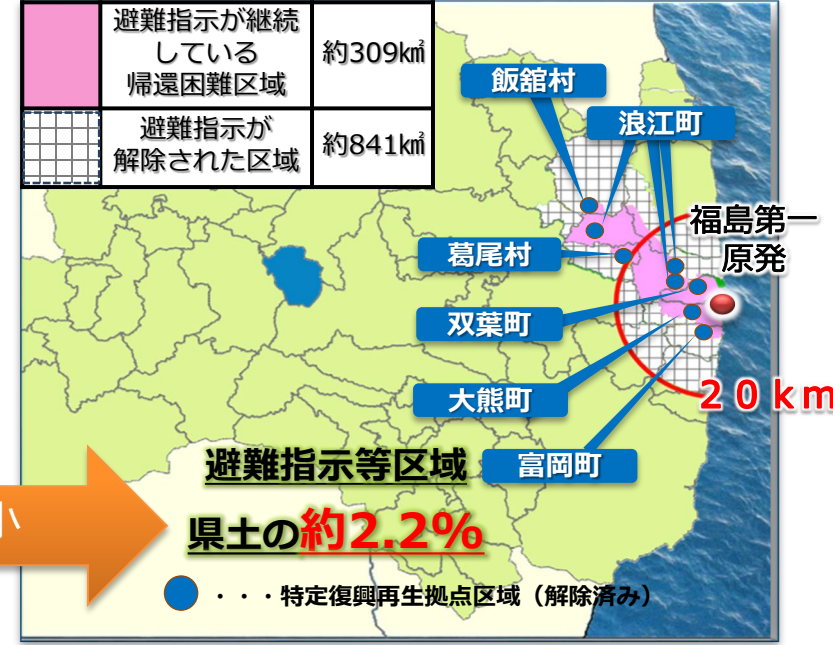 避難指示が継続
している
帰還困難区域
約309㎢
避難指示が
解除された区域
約841㎢
飯舘村
浪江町
福島第一
原発
葛尾村
双葉町
２０ｋｍ
大熊町
避難指示等区域
富岡町
小
県土の約2.2%
・・・特定復興再生拠点区域（解除済み）